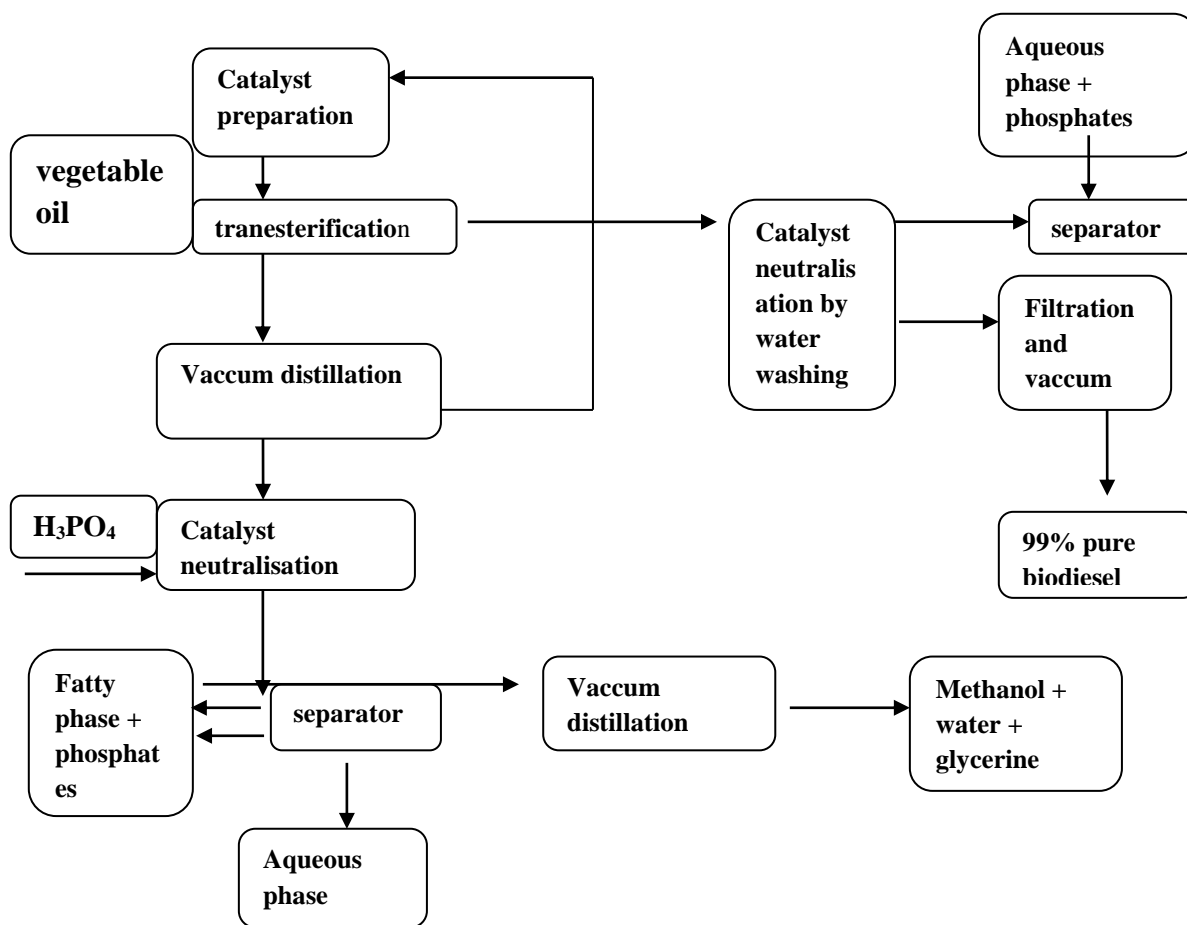 Catalyst
preparation
vegetable
oil
tranesterification
Vaccum distillation
H₃PO₄
Catalyst
neutralisation
Fatty
phase +
phosphat
es
separator
Aqueous
phase
Vaccum
distillation
Methanol +
water +
glycerine
Catalyst
neutralis
ation by
water
washing
Aqueous
phase +
phosphates
separator
Filtration
and
vaccum
99% pure
biodiesel